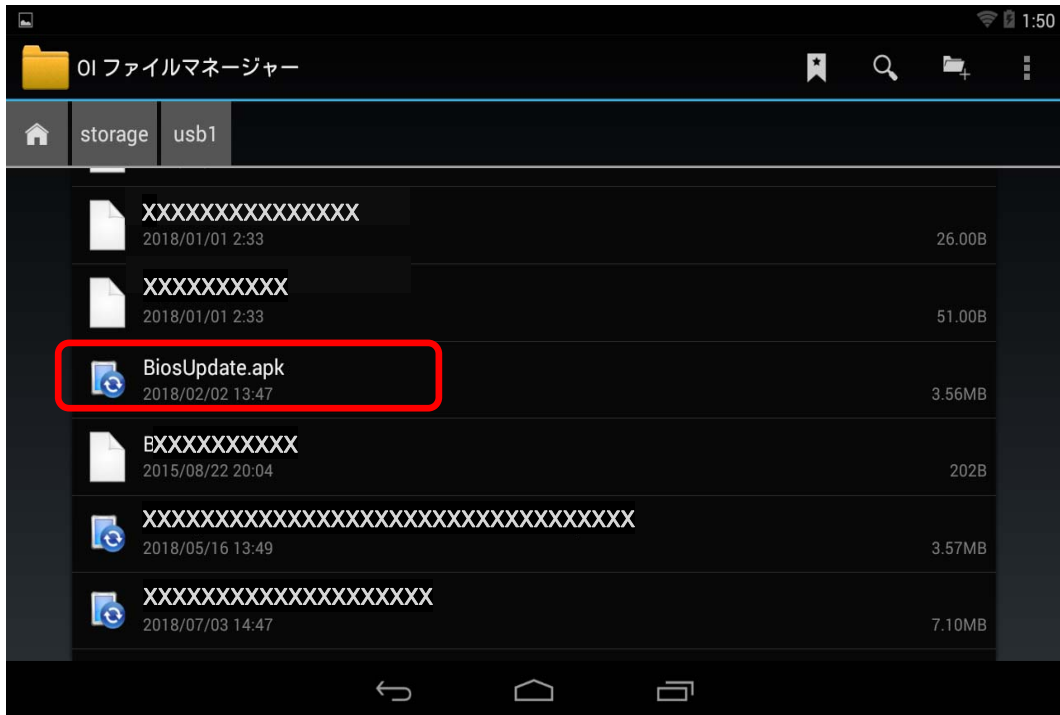 1:50
OI ファイルマネージャー
storage usb1
XXXXXXXXXXXXXXX
2018/01/01 2:33 26.00B
XXXXXXXXXX
2018/01/01 2:33 51.00B
BiosUpdate.apk
2018/02/02 13:47 3.56MB
BXXXXXXXXXX
2015/08/22 20:04 202B
XXXXXXXXXXXXXXXXXXXXXXXXXXXXXXXXXX
2018/05/16 13:49 3.57MB
XXXXXXXXXXXXXXXXXXXX
2018/07/03 14:47 7.10MB